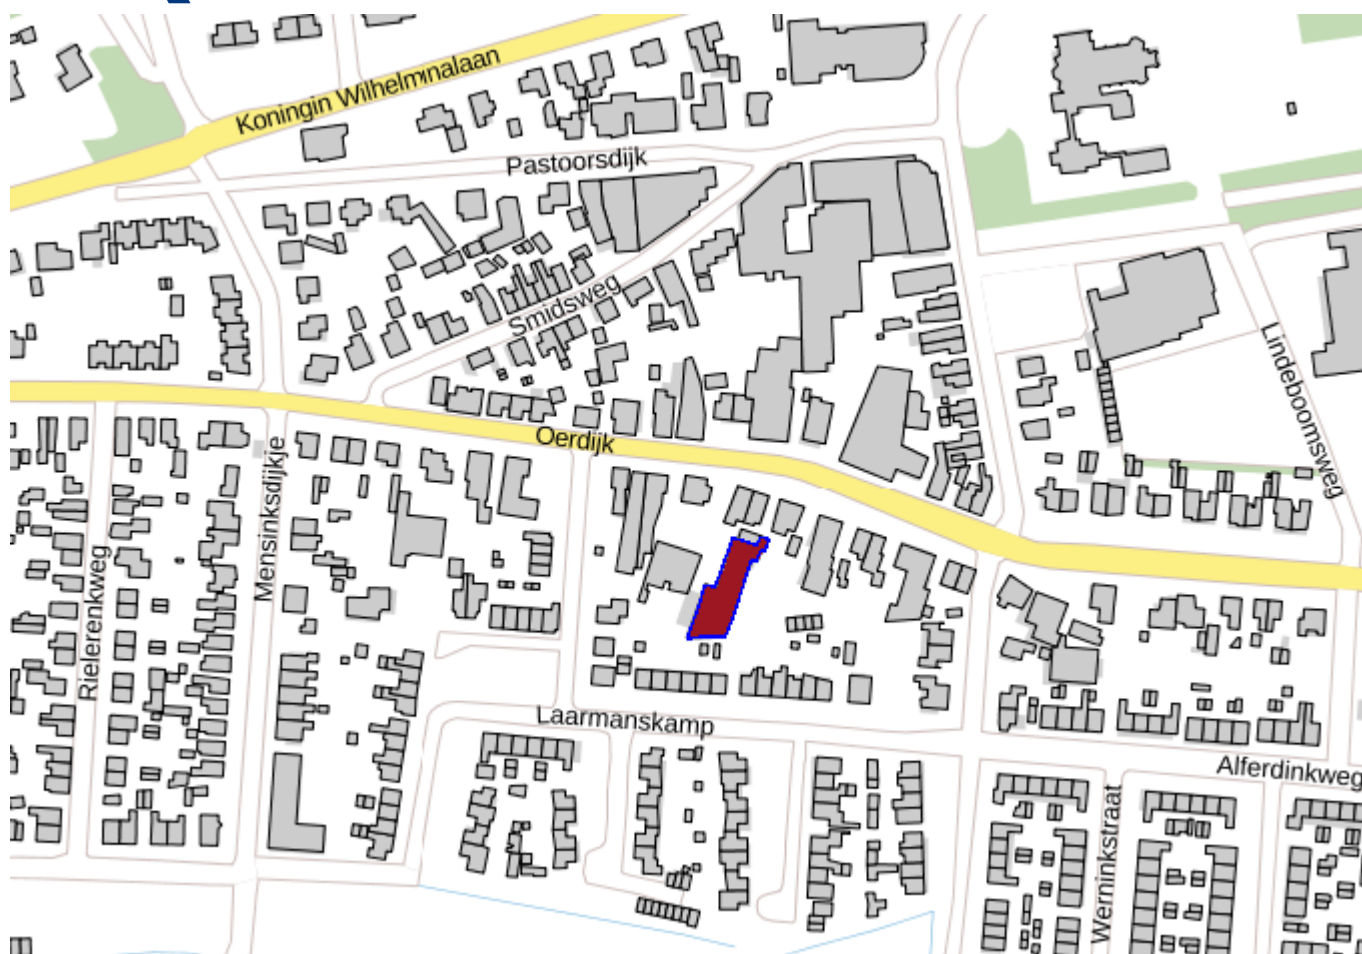 Koningin Wilhelminalaan
Pastoorsdijk
Smidsweg
Lindeboomsweg
Oerdijk
Mensinksdijkje
Rielerenkweg
Laarmanskamp
Alferdinkweg
Werninkstraat